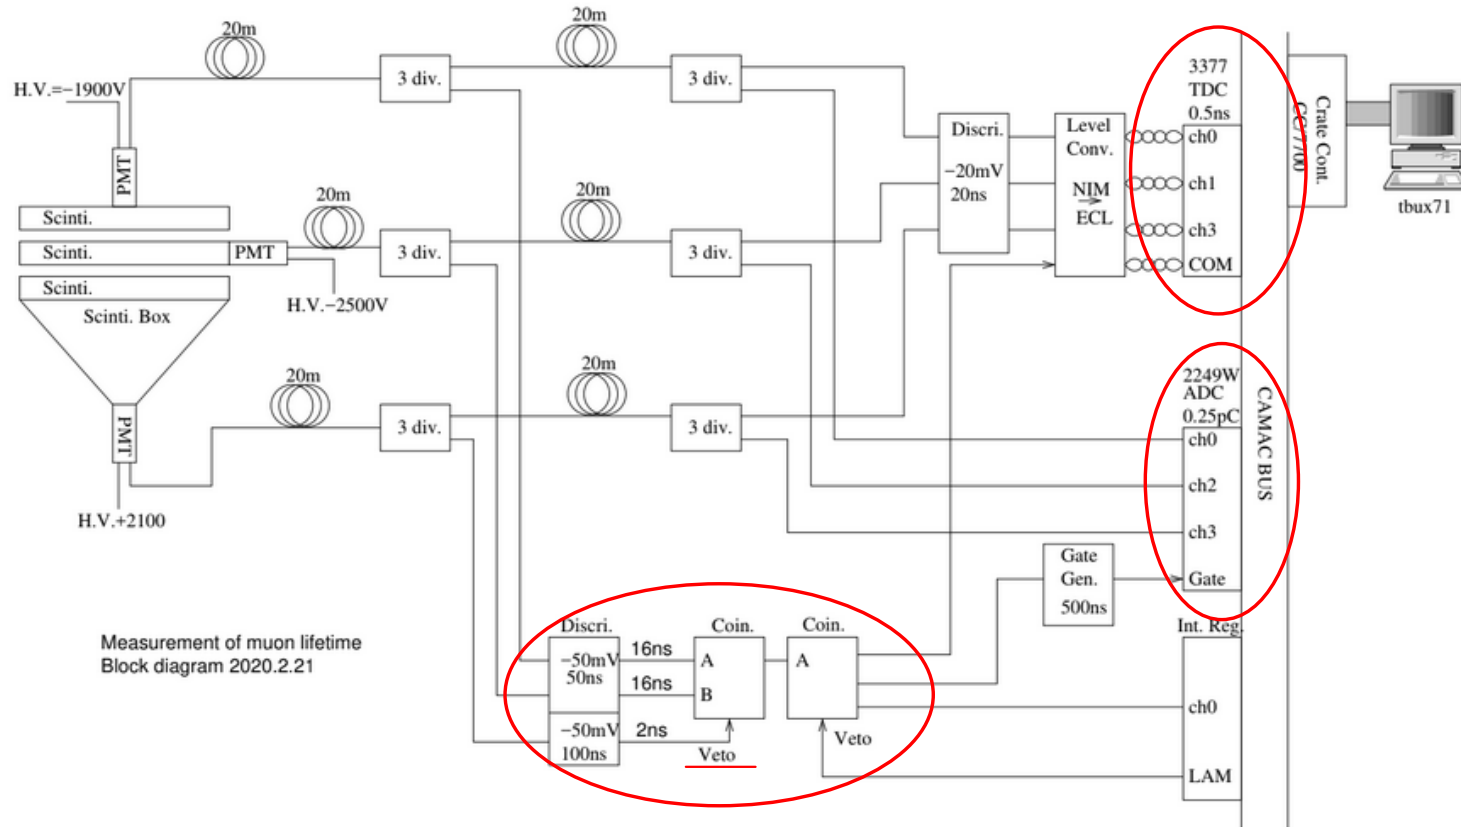 20m
20m
H.V.=−1900V
3 div.
3 div.
3377
TDC
0.5ns
Crate Cont.
CC/7700
Discri.
−20mV
20ns
Level
Conv.
NIM
ECL
ch0
ch1
ch3
COM
tbux71
PMT
Scinti.
Scinti.
PMT
Scinti.
Scinti. Box
20m
20m
3 div.
3 div.
H.V.−2500V
20m
20m
3 div.
3 div.
PMT
H.V.+2100
2249W
ADC
0.25pC
ch0
ch2
ch3
Gate
CAMAC BUS
Gate
Gen.
500ns
Measurement of muon lifetime
Block diagram 2020.2.21
Discri.
−50mV
50ns
−50mV
100ns
16ns
16ns
2ns
Coin.
A
B
Veto
Coin.
A
Veto
Int. Reg.
ch0
LAM